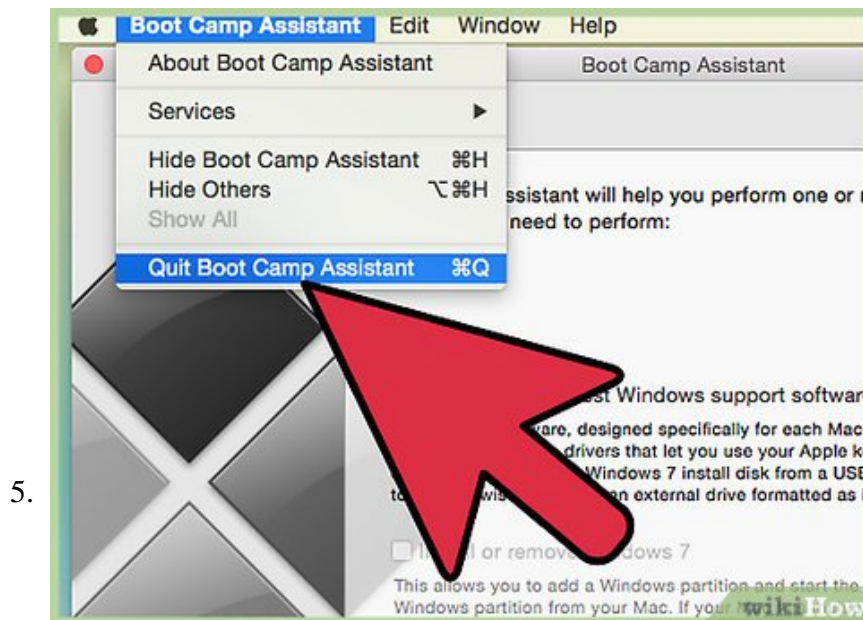 Boot Camp Assistant Edit Window Help
About Boot Camp Assistant
Boot Camp Assistant
Services
Hide Boot Camp Assistant ⌘H
Hide Others ⌥⌘H
Show All
Quit Boot Camp Assistant ⌘Q
ssistant will help you perform one or
need to perform:
Windows support softwar
are, designed specifically for each Mac
drivers that let you use your Apple k
Windows 7 install disk from a USB
an external drive formatted as
5.
or remove dows 7
This allows you to add a Windows partition and start the
Windows partition from your Mac. If your
wikiHow